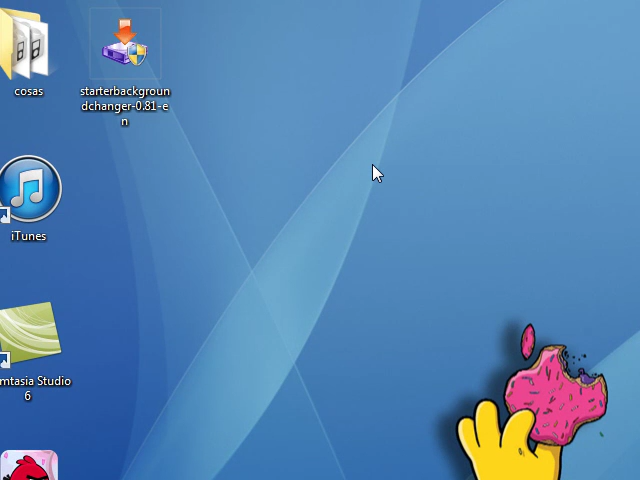 cosas
starterbackgroun
dchanger-0.81-e
n
iTunes
mtasia Studio
6